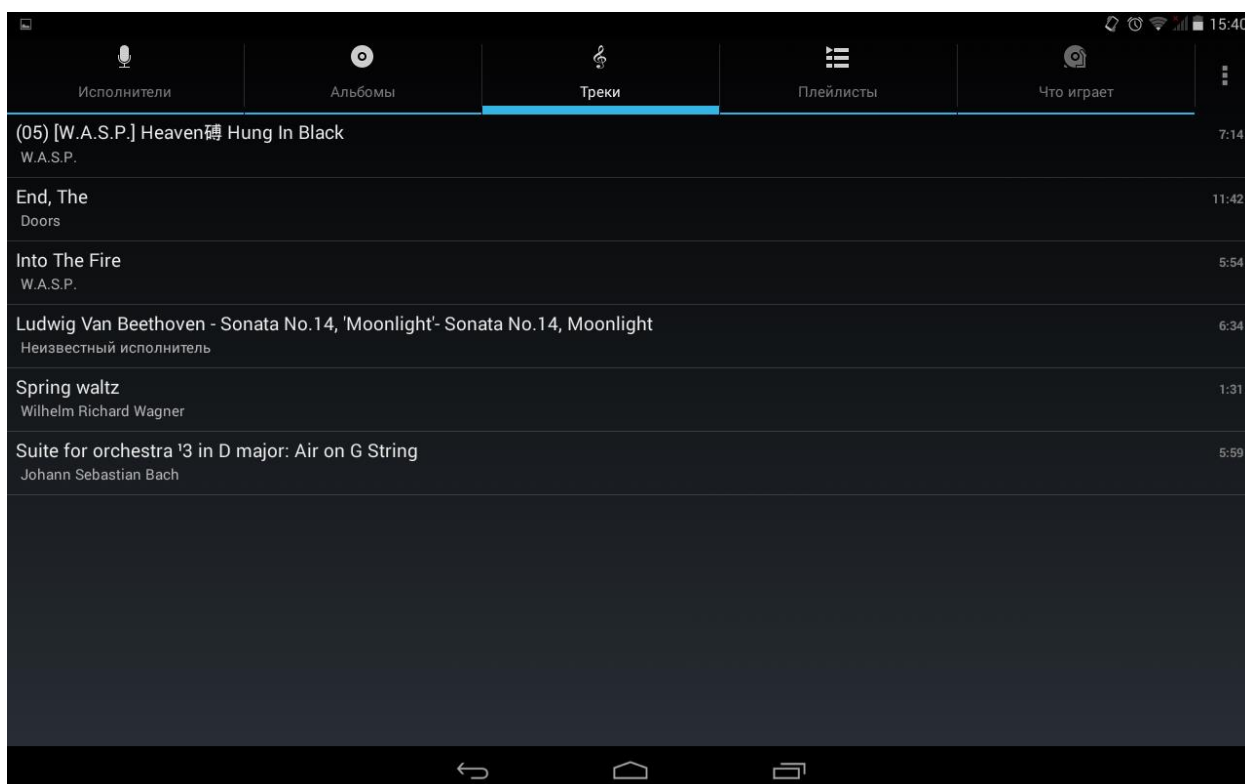 15:40
Исполнители
Альбомы
Треки
Плейлисты
Что играет
(05) [W.A.S.P.] Heaven礡 Hung In Black
7:14
W.A.S.P.
End, The
11:42
Doors
Into The Fire
5:54
W.A.S.P.
Ludwig Van Beethoven - Sonata No.14, 'Moonlight'- Sonata No.14, Moonlight
6:34
Неизвестный исполнитель
Spring waltz
1:31
Wilhelm Richard Wagner
Suite for orchestra ¹3 in D major: Air on G String
5:59
Johann Sebastian Bach